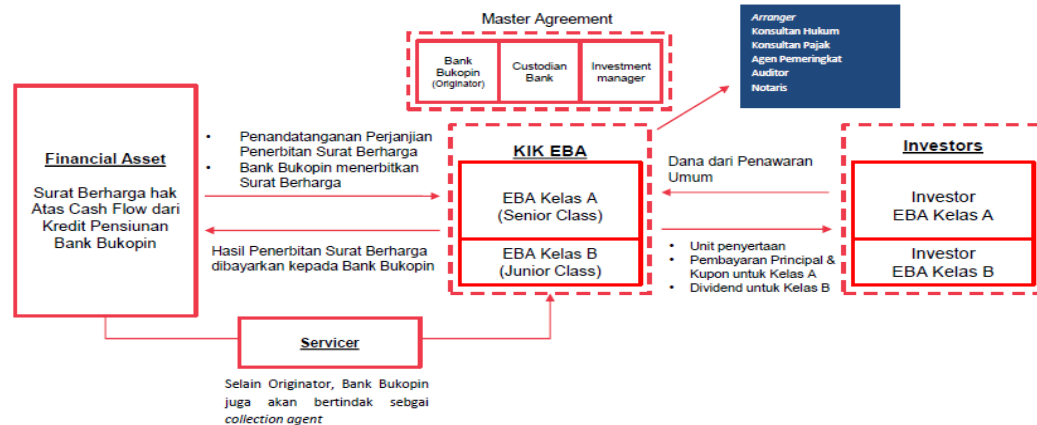 Master Agreement
Bank
Bukopin
(Originator)
Custodian
Bank
Investment
manager
Arranger
Konsultan Hukum
Konsultan Pajak
Agen Pemeringkat
Auditor
Notaris
Financial Asset
Surat Berharga hak
Atas Cash Flow dari
Kredit Pensiunan
Bank Bukopin
• Penandatanganan Perjanjian
Penerbitan Surat Berharga
• Bank Bukopin menerbitkan
Surat Berharga
Hasil Penerbitan Surat Berharga
dibayarkan kepada Bank Bukopin
KIK EBA
EBA Kelas A
(Senior Class)
EBA Kelas B
(Junior Class)
Dana dari Penawaran
Umum
• Unit penyertaan
• Pembayaran Principal &
Kupon untuk Kelas A
• Dividend untuk Kelas B
Investors
Investor
EBA Kelas A
Investor
EBA Kelas B
Servicer
Selain Originator, Bank Bukopin
juga akan bertindak sebgai
collection agent